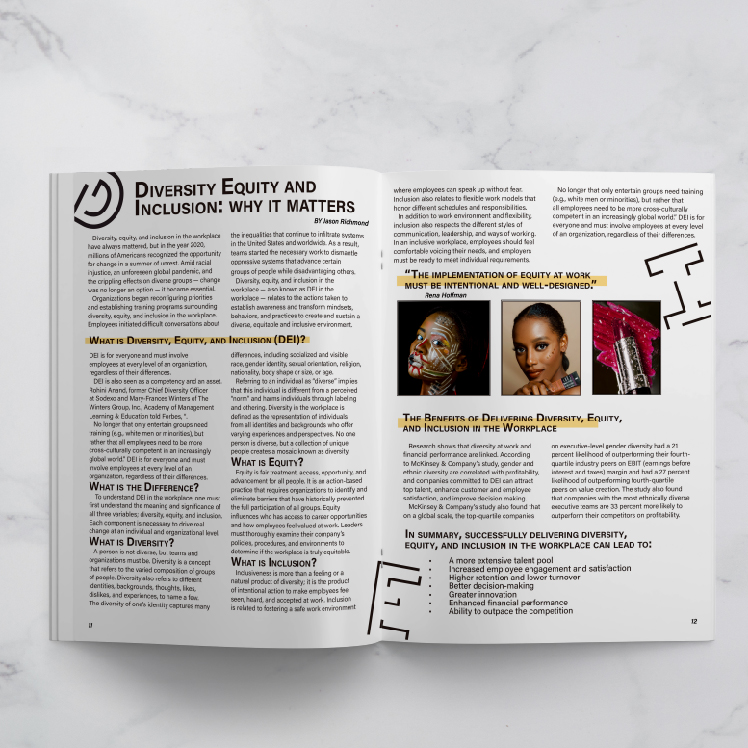 DIVERSITY EQUITY AND
INCLUSION: WHY IT MATTERS
BY Jason Richmond
Diversity, equity, and inclusion in the workplace
have always mattered, but in the year 2020,
millions of Americans recognized the opportunity
for change in a summer of unrest. Amid racial
injustice, an unforeseen global pandemic, and
the crippling effects on diverse groups — change
was no longer an option — it became essential.
Organizations began reconfiguring priorities
and establishing training programs surrounding
diversity, equity, and inclusion in the workplace.
Employees initiated difficult conversations about
the inequalities that continue to infiltrate systems
in the United States and worldwide. As a result,
teams started the necessary work to dismantle
oppressive systems that advance certain
groups of people while disadvantaging others.
Diversity, equity, and inclusion in the
workplace — also known as DEI in the
workplace — relates to the actions taken to
establish awareness and transform mindsets,
behaviors, and practices to create and sustain a
diverse, equitable and inclusive environment.
WHAT IS DIVERSITY, EQUITY, AND INCLUSION (DEI)?
DEI is for everyone and must involve
employees at every level of an organization,
regardless of their differences.
DEI is also seen as a competency and an asset.
Rohini Anand, former Chief Diversity Officer
at Sodexo and Mary-Frances Winters of The
Winters Group, Inc., Academy of Management
Learning & Education told Forbes, ".
No longer that only entertain groups need
training (e.g., white men or minorities), but
rather that all employees need to be more
cross-culturally competent in an increasingly
global world." DEI is for everyone and must
involve employees at every level of an
organization, regardless of their differences.
WHAT IS THE DIFFERENCE?
To understand DEI in the workplace, one must
first understand the meaning and significance of
all three variables; diversity, equity, and inclusion.
Each component is necessary to drive real
change at an individual and organizational level.
WHAT IS DIVERSITY?
A person is not diverse, but teams and
organizations must be. Diversity is a concept
that refers to the varied composition of groups
of people. Diversity also refers to different
identities, backgrounds, thoughts, likes,
dislikes, and experiences, to name a few.
The diversity of one's identity captures many
differences, including socialized and visible
race, gender identity, sexual orientation, religion,
nationality, body shape or size, or age.
Referring to an individual as "diverse" implies
that this individual is different from a perceived
"norm" and harms individuals through labeling
and othering. Diversity in the workplace is
defined as the representation of individuals
from all identities and backgrounds who offer
varying experiences and perspectives. No one
person is diverse, but a collection of unique
people creates a mosaic known as diversity
WHAT IS EQUITY?
Equity is fair treatment access, opportunity, and
advancement for all people. It is an action-based
practice that requires organizations to identify and
eliminate barriers that have historically prevented
the full participation of all groups. Equity
influences who has access to career opportunities
and how employees feel valued at work. Leaders
must thoroughly examine their company's
policies, procedures, and environments to
determine if the workplace is truly equitable.
WHAT IS INCLUSION?
Inclusiveness is more than a feeling or a
natural product of diversity; it is the product
of intentional action to make employees feel
seen, heard, and accepted at work. Inclusion
is related to fostering a safe work environment
11
where employees can speak up without fear.
Inclusion also relates to flexible work models that
honor different schedules and responsibilities.
In addition to work environment and flexibility,
inclusion also respects the different styles of
communication, leadership, and ways of working.
In an inclusive workplace, employees should feel
comfortable voicing their needs, and employers
must be ready to meet individual requirements.
No longer that only entertain groups need training
(e.g., white men or minorities), but rather that
all employees need to be more cross-culturally
competent in an increasingly global world." DEI is for
everyone and must involve employees at every level
of an organization, regardless of their differences.
"THE IMPLEMENTATION OF EQUITY AT WORK
MUST BE INTENTIONAL AND WELL-DESIGNED."
Rena Hoffman
THE BENEFITS OF DELIVERING DIVERSITY, EQUITY,
AND INCLUSION IN THE WORKPLACE
Research shows that diversity at work and
financial performance are linked. According
to McKinsey & Company's study, gender and
ethnic diversity are correlated with profitability,
and companies committed to DEI can attract
top talent, enhance customer and employee
satisfaction, and improve decision making.
McKinsey & Company's study also found that
on a global scale, the top-quartile companies
on executive-level gender diversity had a 21
percent likelihood of outperforming their fourth-
quartile industry peers on EBIT (earnings before
interest and taxes) margin and had a 27 percent
likelihood of outperforming fourth-quartile
peers on value creation. The study also found
that companies with the most ethnically diverse
executive teams are 33 percent more likely to
outperform their competitors on profitability.
IN SUMMARY, SUCCESSFULLY DELIVERING DIVERSITY,
EQUITY, AND INCLUSION IN THE WORKPLACE CAN LEAD TO:
• A more extensive talent pool
• Increased employee engagement and satisfaction
• Higher retention and lower turnover
• Better decision-making
• Greater innovation
• Enhanced financial performance
• Ability to outpace the competition
12